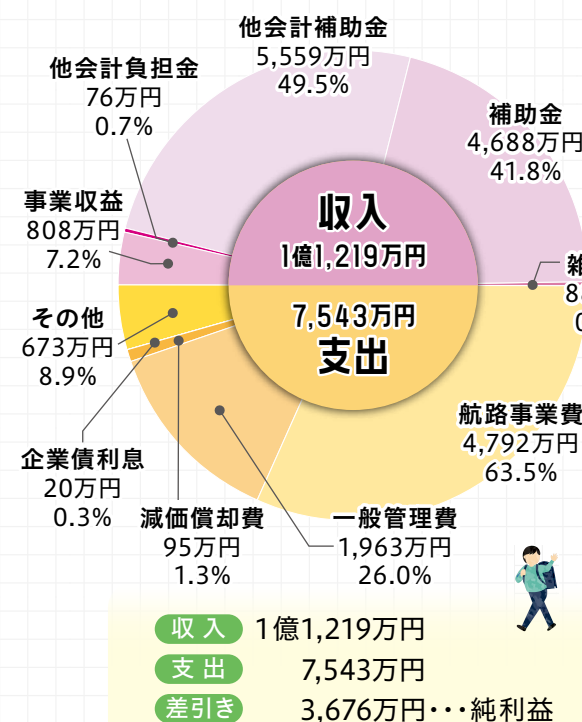 他会計補助金
5,559万円
49.5%
他会計負担金
76万円
0.7%
補助金
4,688万円
41.8%
事業収益
808万円
7.2%
収入
1億1,219万円
7,543万円
支出
その他
673万円
8.9%
航路事業費
4,792万円
63.5%
企業債利息
20万円
0.3%
減価償却費
95万円
1.3%
一般管理費
1,963万円
26.0%
収入 1億1,219万円
支出 7,543万円
差引き 3,676万円・・・純利益